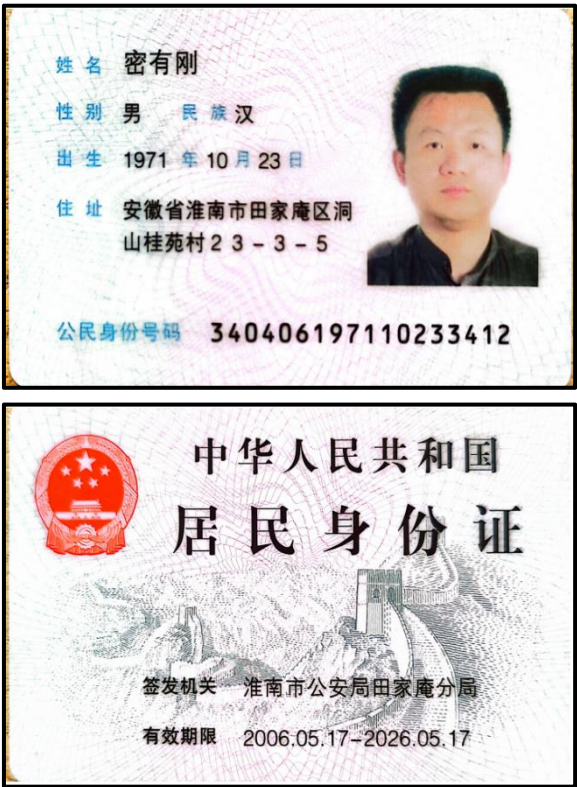 姓名 密有刚
性别 男 民族 汉
出生 1971 年 10 月 23 日
住址 安徽省淮南市田家庵区洞
山桂苑村23-3-5
公民身份号码 340406197110233412
中华人民共和国
居民身份证
签发机关 淮南市公安局田家庵分局
有效期限 2006.05.17-2026.05.17